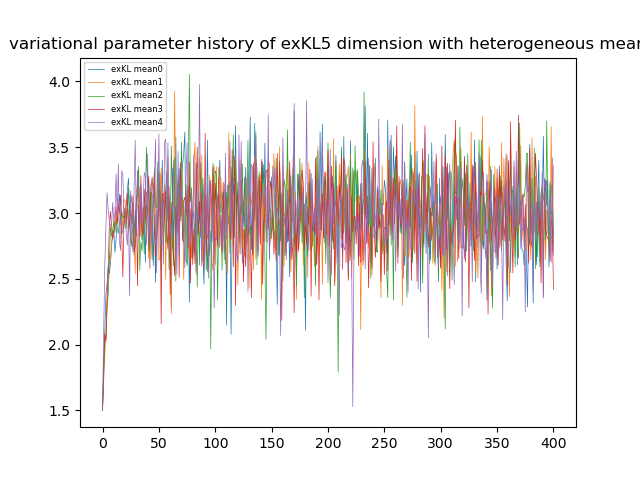 variational parameter history of exKL5 dimension with heterogeneous mean
exKL mean0
exKL mean1
exKL mean2
exKL mean3
exKL mean4
4.0
3.5
3.0
2.5
2.0
1.5
0 50 100 150 200 250 300 350 400